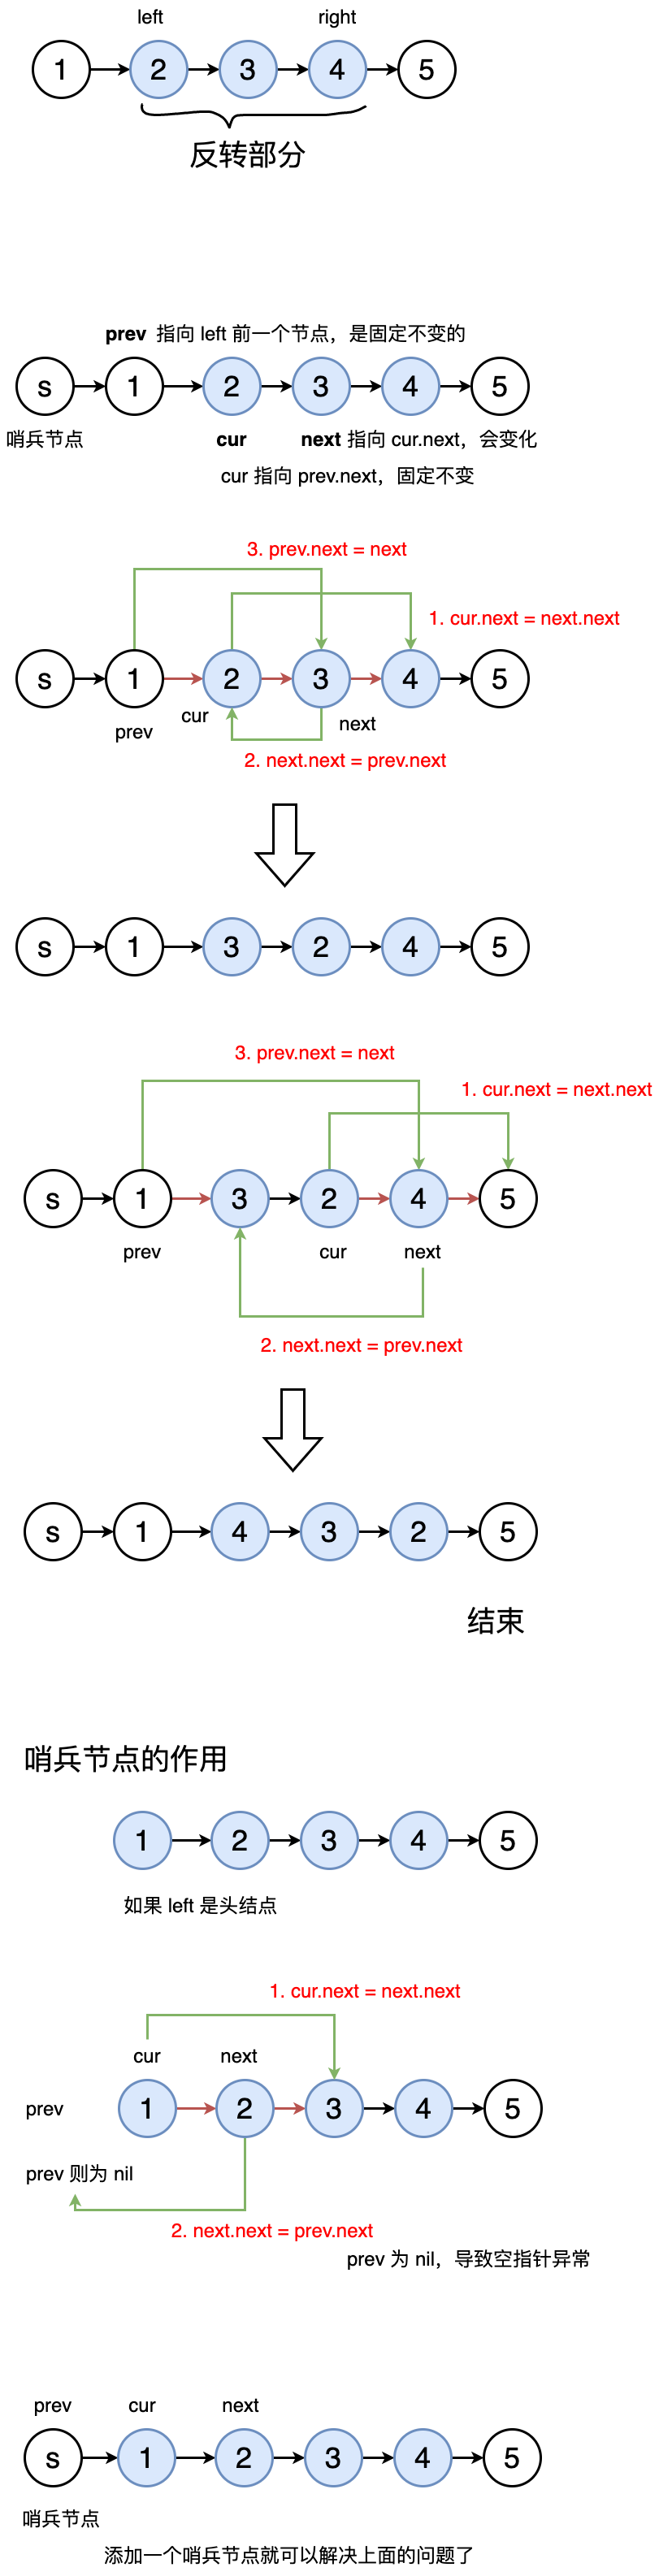 left right
1 2 3 4 5
反转部分
prev 指向 left 前一个节点，是固定不变的
s 1 2 3 4 5
哨兵节点 cur next 指向 cur.next，会变化
cur 指向 prev.next，固定不变
3. prev.next = next
1. cur.next = next.next
s 1 2 3 4 5
prev cur next
2. next.next = prev.next
s 1 3 2 4 5
3. prev.next = next
1. cur.next = next.next
s 1 3 2 4 5
prev cur next
2. next.next = prev.next
s 1 4 3 2 5
结束
哨兵节点的作用
1 2 3 4 5
如果 left 是头结点
1. cur.next = next.next
cur next
prev 1 2 3 4 5
prev 则为 nil
2. next.next = prev.next
prev 为 nil，导致空指针异常
prev cur next
s 1 2 3 4 5
哨兵节点
添加一个哨兵节点就可以解决上面的问题了